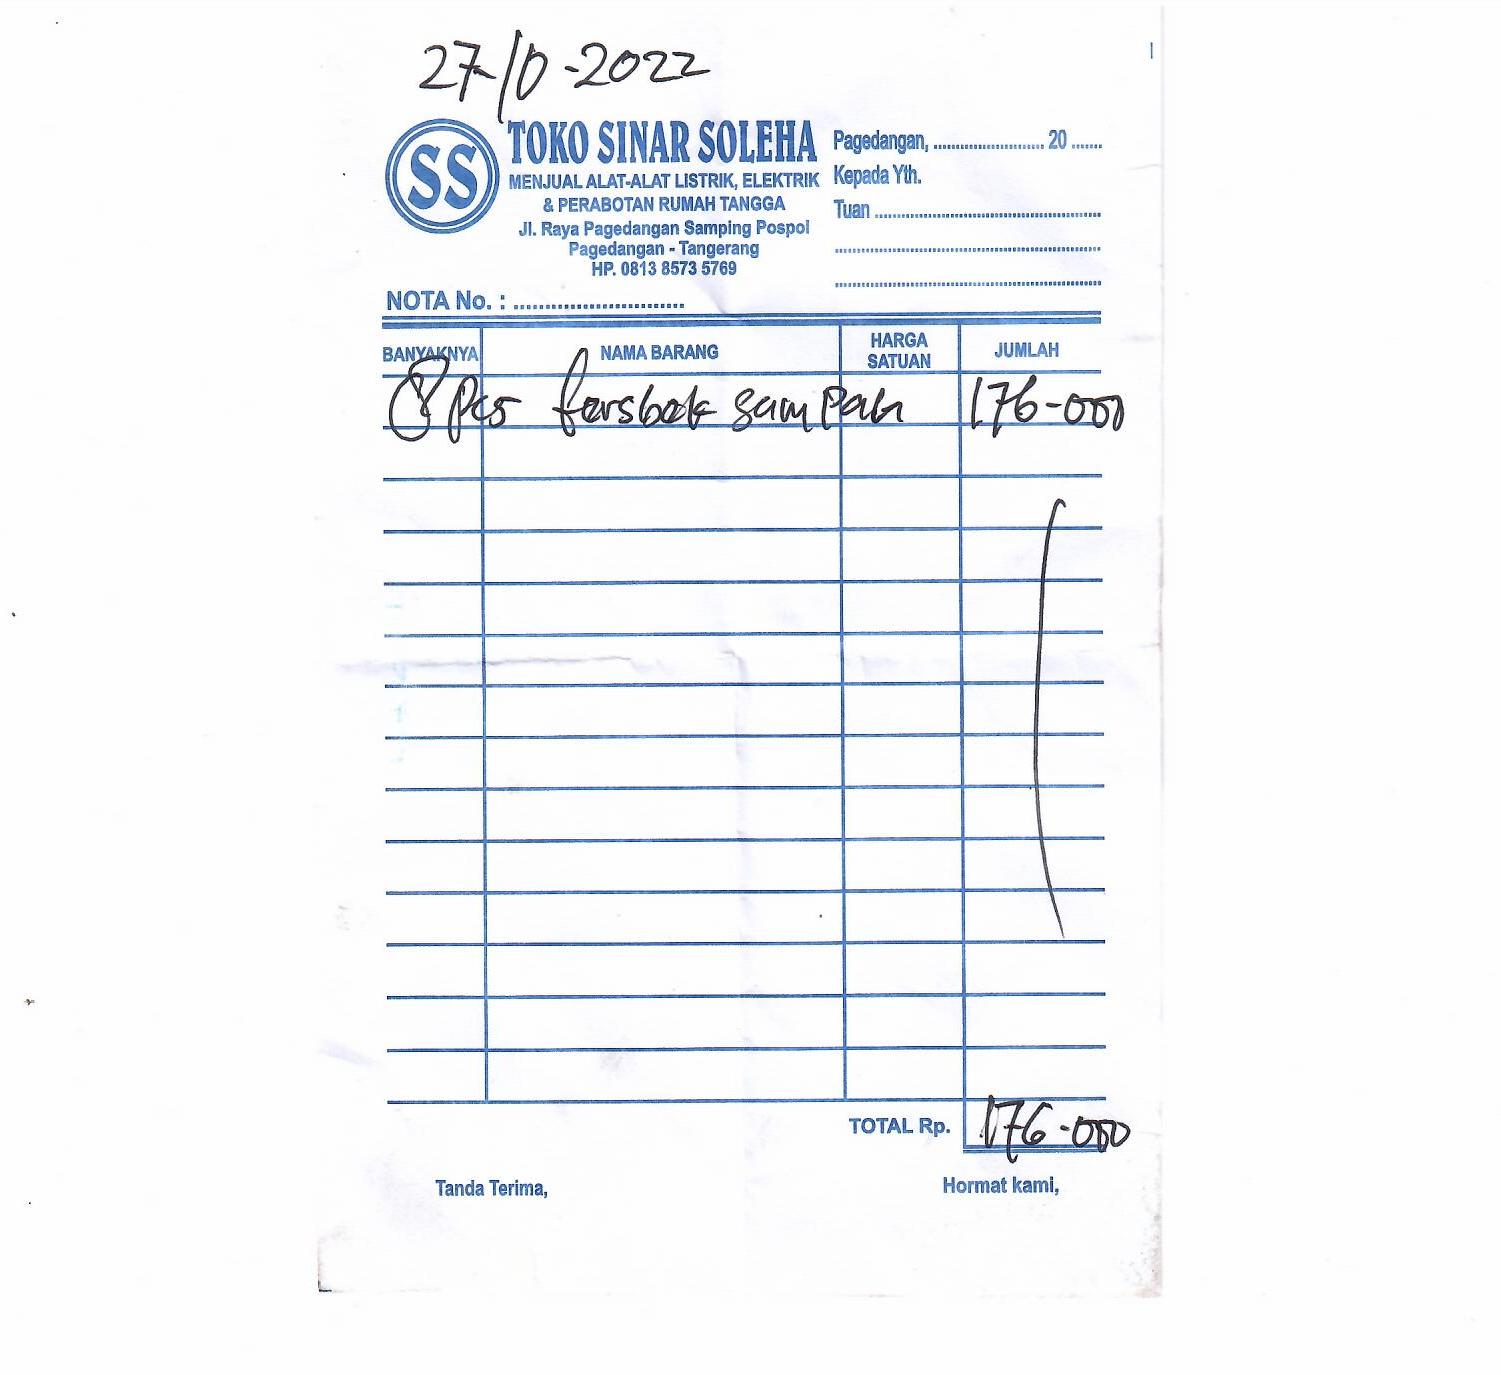 27-10-2022
SS
TOKO SINAR SOLEHA
MENJUAL ALAT-ALAT LISTRIK, ELEKTRIK
& PERABOTAN RUMAH TANGGA
Jl. Raya Pagedangan Samping Pospol
Pagedangan - Tangerang
HP. 0813 8573 5769
Pagedangan, ........................ 20 .......
Kepada Yth.
Tuan ................................................
NOTA No. : ...........................
BANYAKNYA NAMA BARANG HARGA SATUAN JUMLAH
8 pcs sampah 176-000
TOTAL Rp. 176-000
Tanda Terima, Hormat kami,